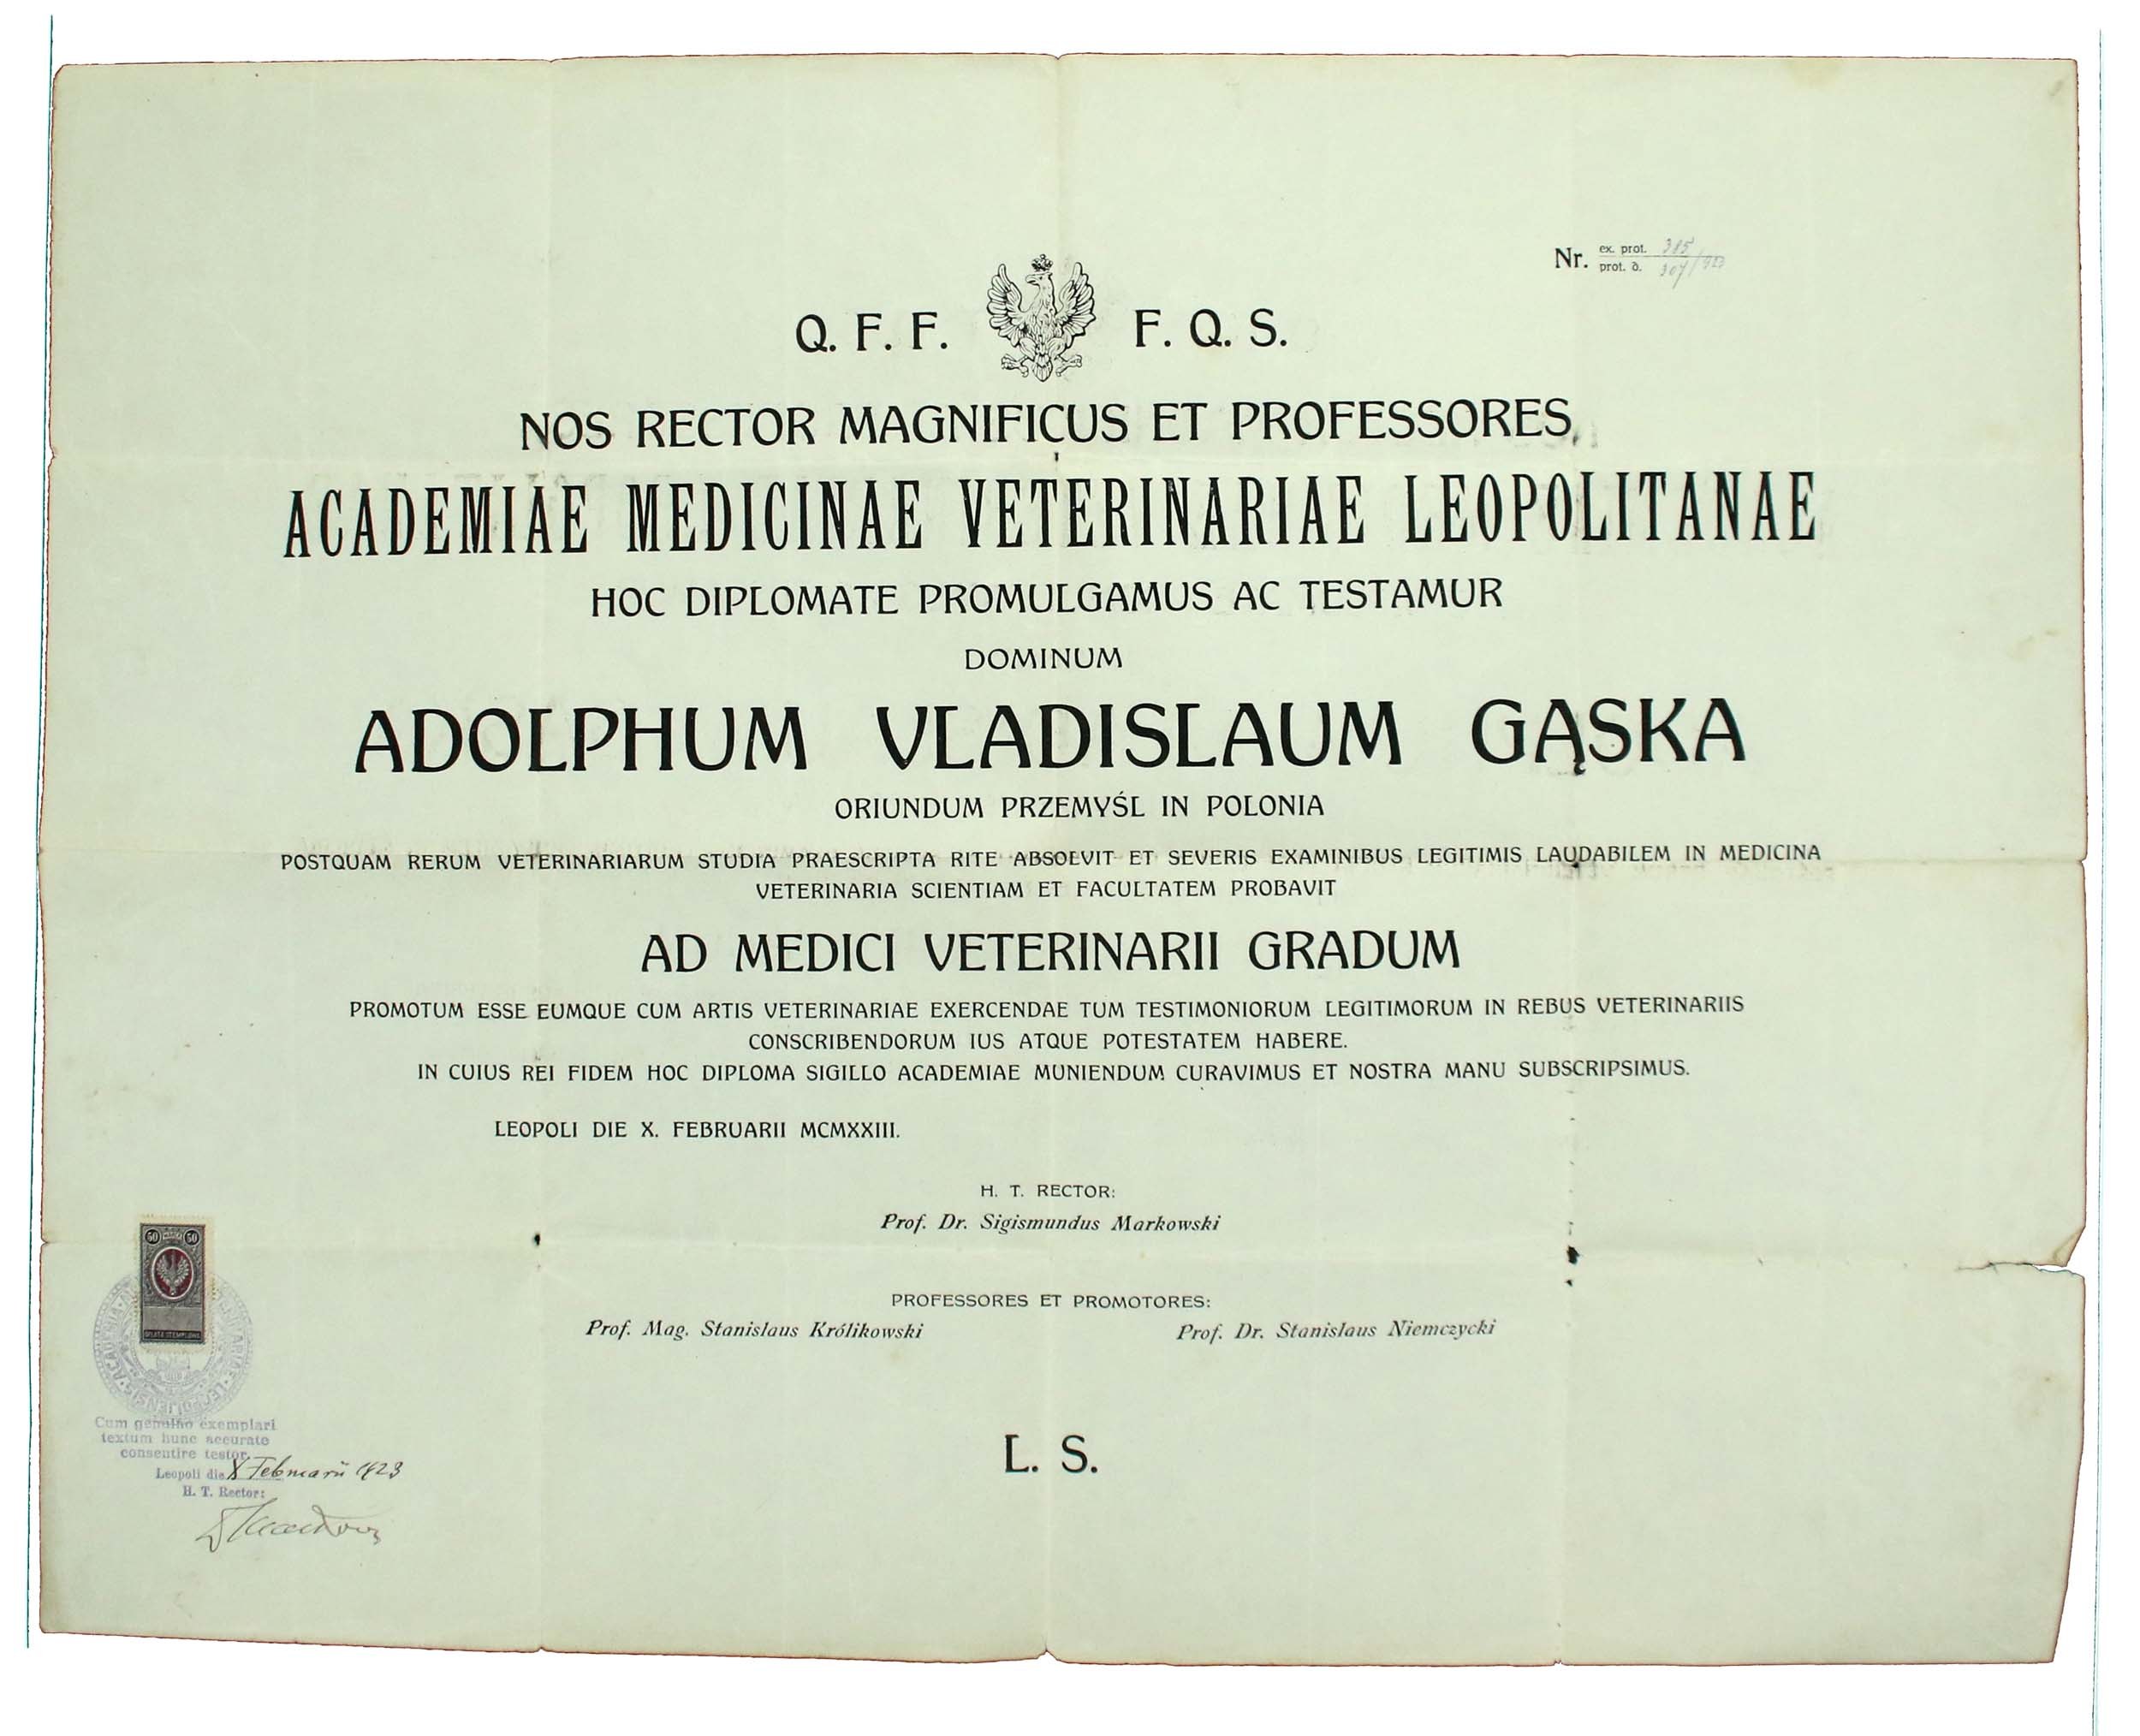 Nr. ex. prot. 315
prot. d.
Q. F. F. F. Q. S.
NOS RECTOR MAGNIFICUS ET PROFESSORES,
ACADEMIAE MEDICINAE VETERINARIAE LEOPOLITANAE
HOC DIPLOMATE PROMULGAMUS AC TESTAMUR
DOMINUM
ADOLPHUM VLADISLAUM GĄSKA
ORIUNDUM PRZEMYŚL IN POLONIA
POSTQUAM RERUM VETERINARIARUM STUDIA PRAESCRIPTA RITE ABSOLVIT ET SEVERIS EXAMINIBUS LEGITIMIS LAUDABILEM IN MEDICINA
VETERINARIA SCIENTIAM ET FACULTATEM PROBAVIT
AD MEDICI VETERINARII GRADUM
PROMOTUM ESSE EUMQUE CUM ARTIS VETERINARIAE EXERCENDAE TUM TESTIMONIORUM LEGITIMORUM IN REBUS VETERINARIIS
CONSCRIBENDORUM IUS ATQUE POTESTATEM HABERE.
IN CUIUS REI FIDEM HOC DIPLOMA SIGILLO ACADEMIAE MUNIENDUM CURAVIMUS ET NOSTRA MANU SUBSCRIPSIMUS.
LEOPOLI DIE X. FEBRUARII MCMXXIII.
H. T. RECTOR:
Prof. Dr. Sigismundus Markowski
PROFESSORES ET PROMOTORES:
Prof. Mag. Stanislaus Królikowski Prof. Dr. Stanislaus Niemczycki
L. S.
50 50
Cum genuino exemplari
textum hunc accurate
consentire testor.
Leopoli die X Februarii 1923
H. T. Rector: